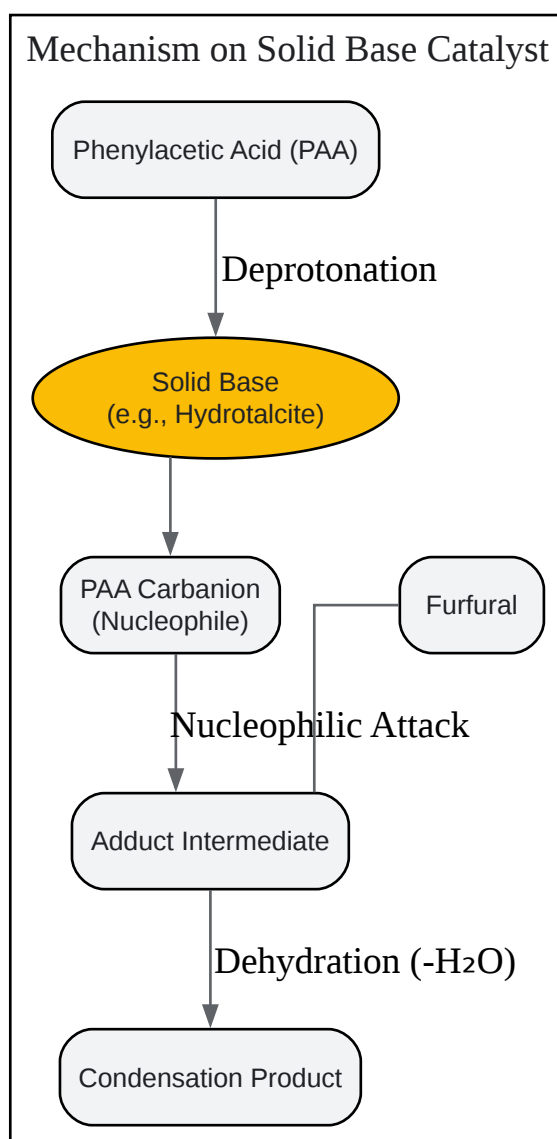 Mechanism on Solid Base Catalyst
Phenylacetic Acid (PAA)
Deprotonation
Solid Base
(e.g., Hydrotalcite)
PAA Carbanion
(Nucleophile)
Furfural
Nucleophilic Attack
Adduct Intermediate
Dehydration (-H₂O)
Condensation Product